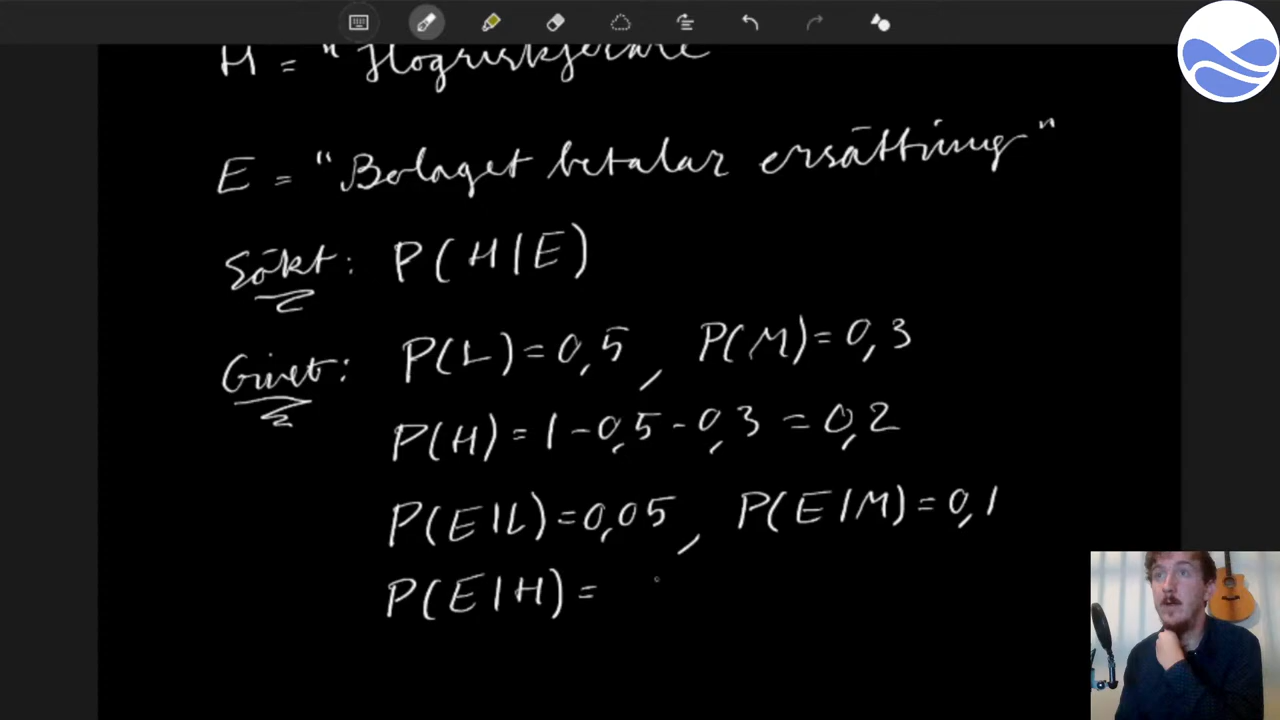 H = "Högriskförare
E = "Bolaget betalar ersättning"
Sökt: P(H|E)
Givet: P(L)=0,5, P(M)=0,3
P(H)=1-0,5-0,3=0,2
P(E|L)=0,05, P(E|M)=0,1
P(E|H)=